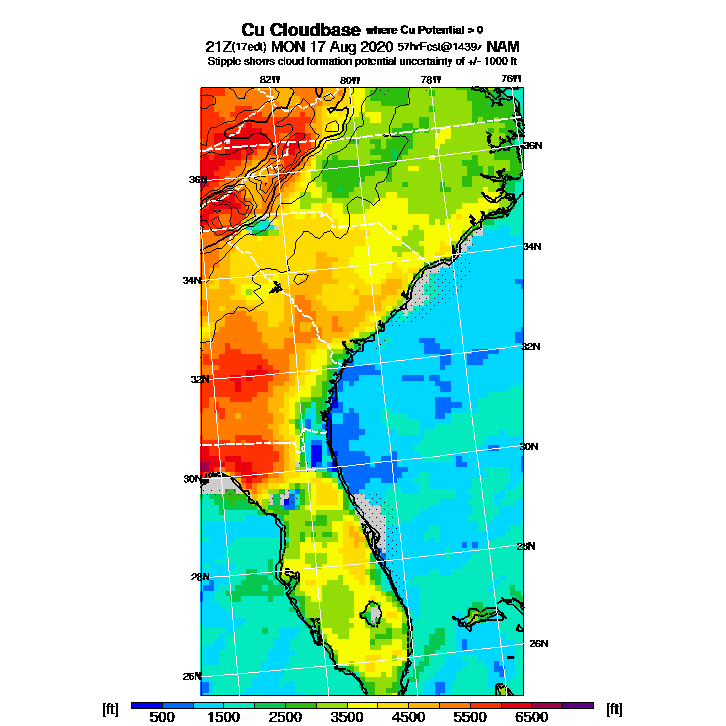 Cu Cloudbase where Cu Potential > 0
21Z(17edt) MON 17 Aug 2020 57hrFcst@1439z NAM
Stipple shows cloud formation potential uncertainty of +/- 1000 ft
82W 80W 78W 76W
36N 36N
34N 34N
32N 32N
30N 30N
28N 28N
26N 26N
[ft] 500 1500 2500 3500 4500 5500 6500 [ft]